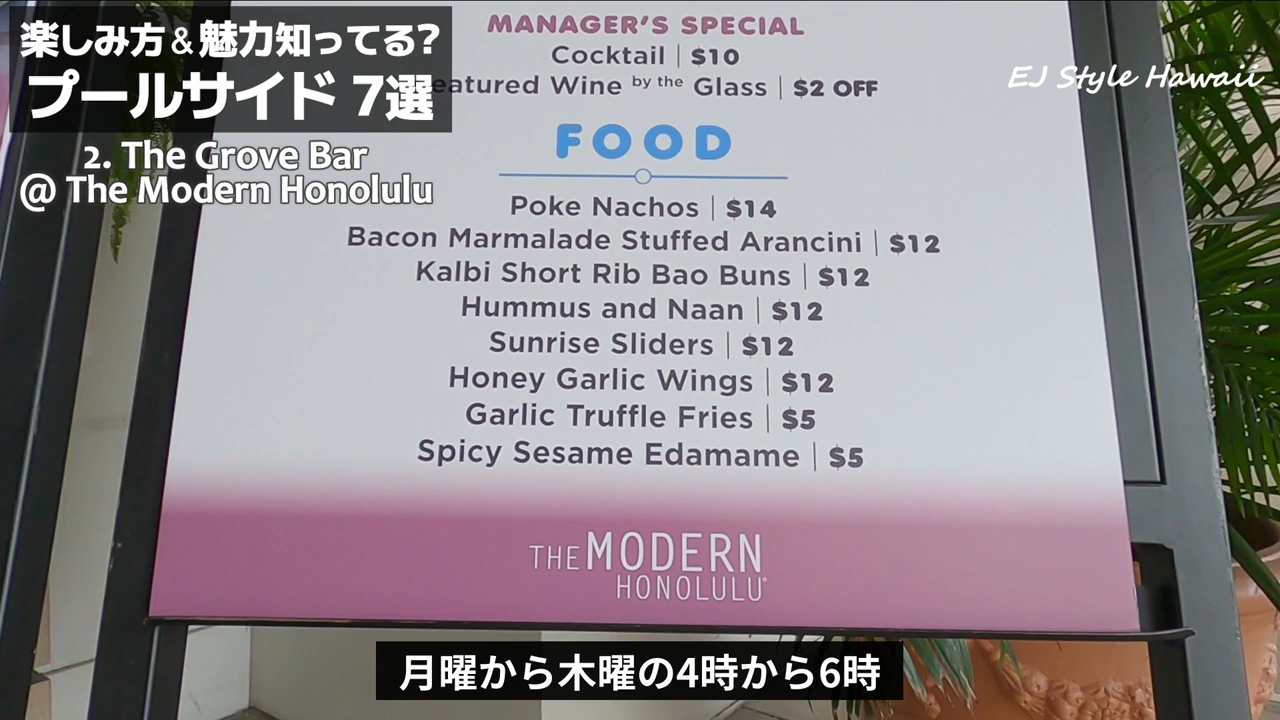 楽しみ方&魅力知ってる?
プールサイド 7選
2. The Grove Bar
@ The Modern Honolulu
EJ Style Hawaii
MANAGER'S SPECIAL
Cocktail | $10
eatured Wine by the Glass | $2 OFF
FOOD
Poke Nachos | $14
Bacon Marmalade Stuffed Arancini | $12
Kalbi Short Rib Bao Buns | $12
Hummus and Naan | $12
Sunrise Sliders | $12
Honey Garlic Wings | $12
Garlic Truffle Fries | $5
Spicy Sesame Edamame | $5
THE MODERN
HONOLULU
月曜から木曜の4時から6時